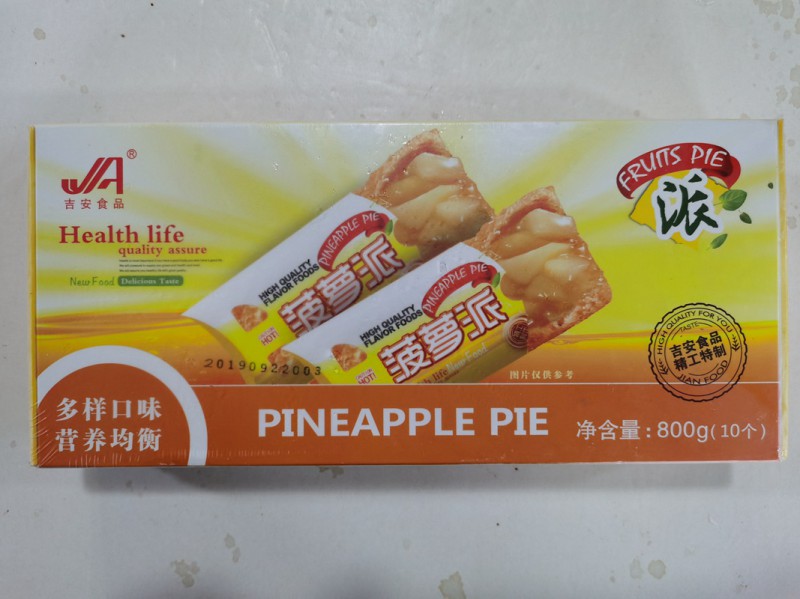 JA®
吉安食品
Health life
quality assure
New Food Delicious Taste
PINEAPPLE PIE
HIGH QUALITY
FLAVOR FOODS
菠萝派
HOT!
PINEAPPLE PIE
HIGH QUALITY
FLAVOR FOODS
菠萝派
New Food
HOT!
20190922003
图片仅供参考
FRUITS PIE
派
HIGH QUALITY FOR YOU
TASTE
吉安食品
精工特制
JIAN FOOD
多样口味
营养均衡
PINEAPPLE PIE
净含量:800g(10个)